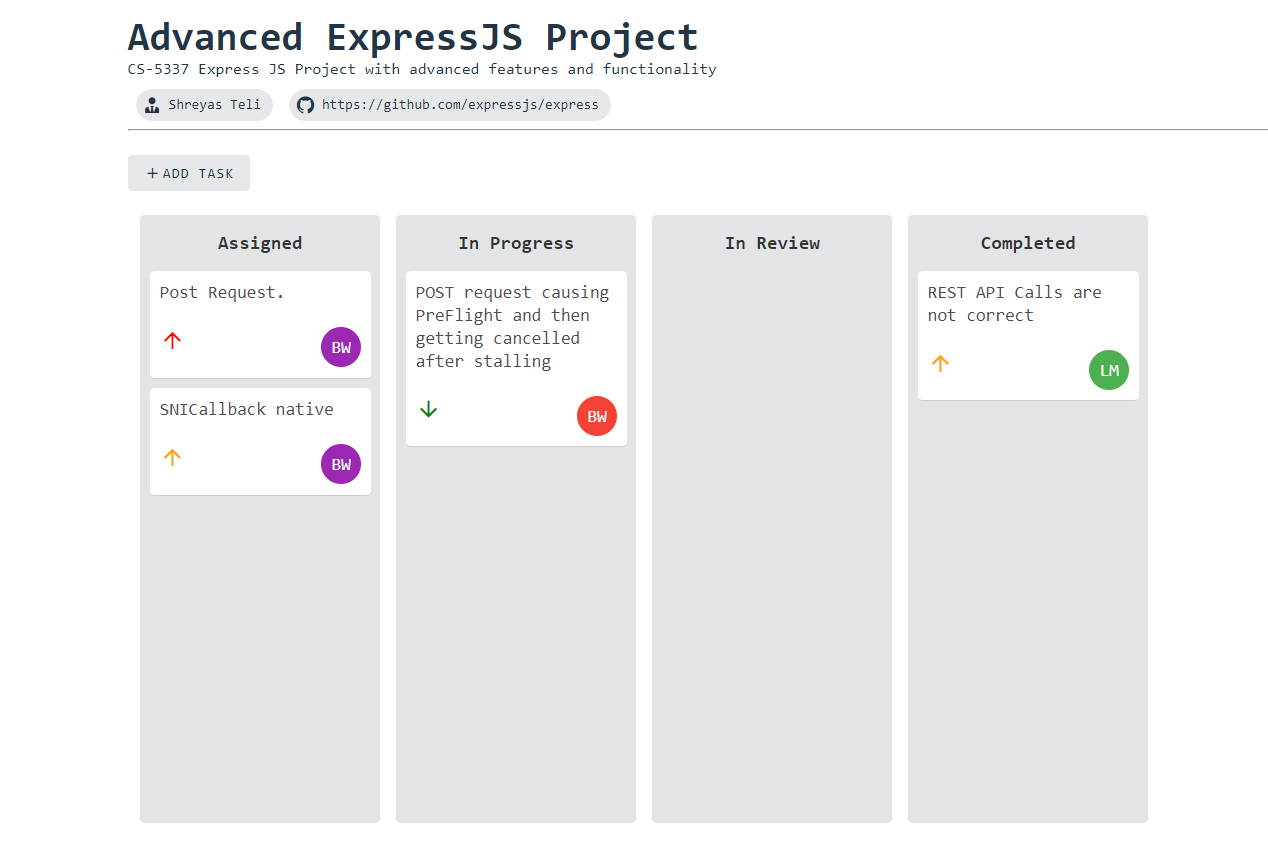 Advanced ExpressJS Project
CS-5337 Express JS Project with advanced features and functionality
Shreyas Teli
https://github.com/expressjs/express
ADD TASK
Assigned
Post Request.
BW
SNICallback native
BW
In Progress
POST request causing
PreFlight and then
getting cancelled
after stalling
BW
In Review
Completed
REST API Calls are
not correct
LM